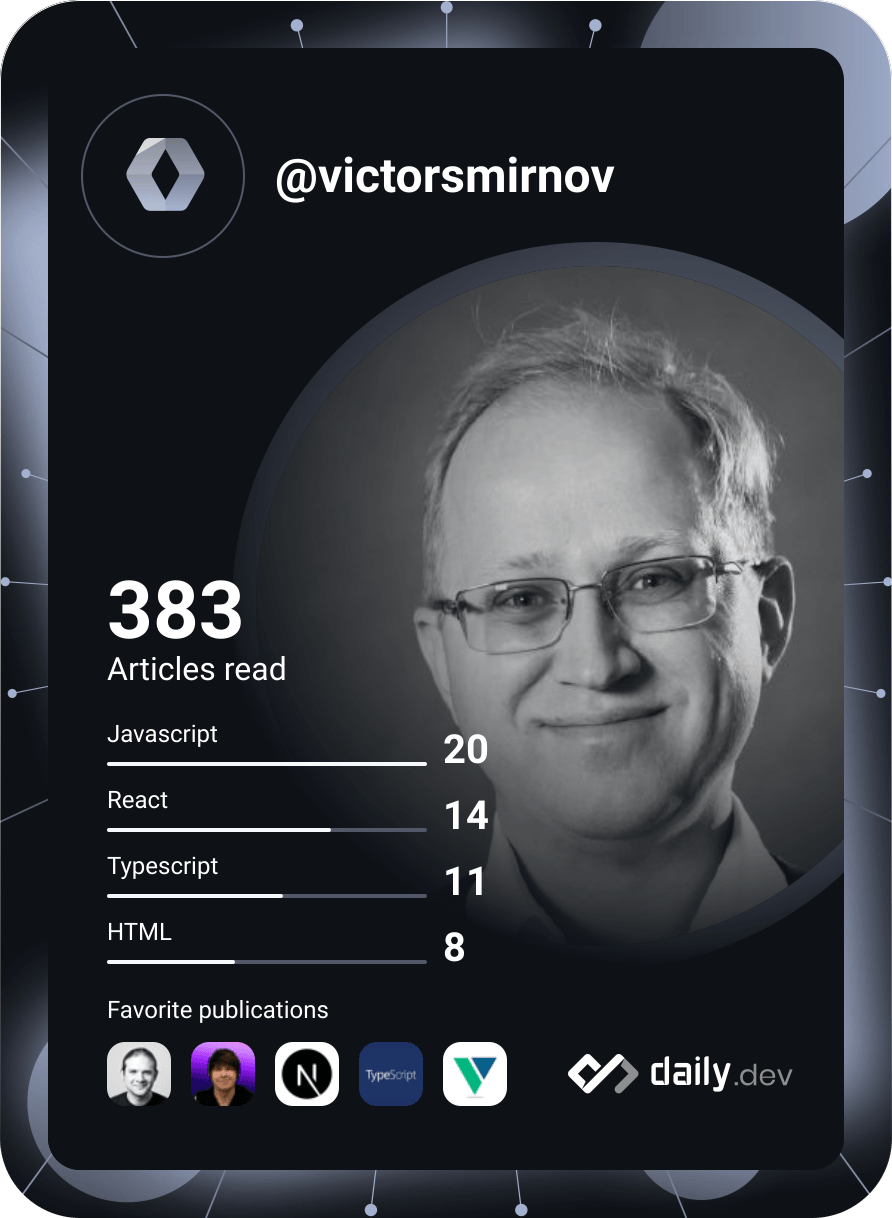 @victorsmirnov
383
Articles read
Javascript
20
React
14
Typescript
11
HTML
8
Favorite publications
N
TypeScript
daily.dev